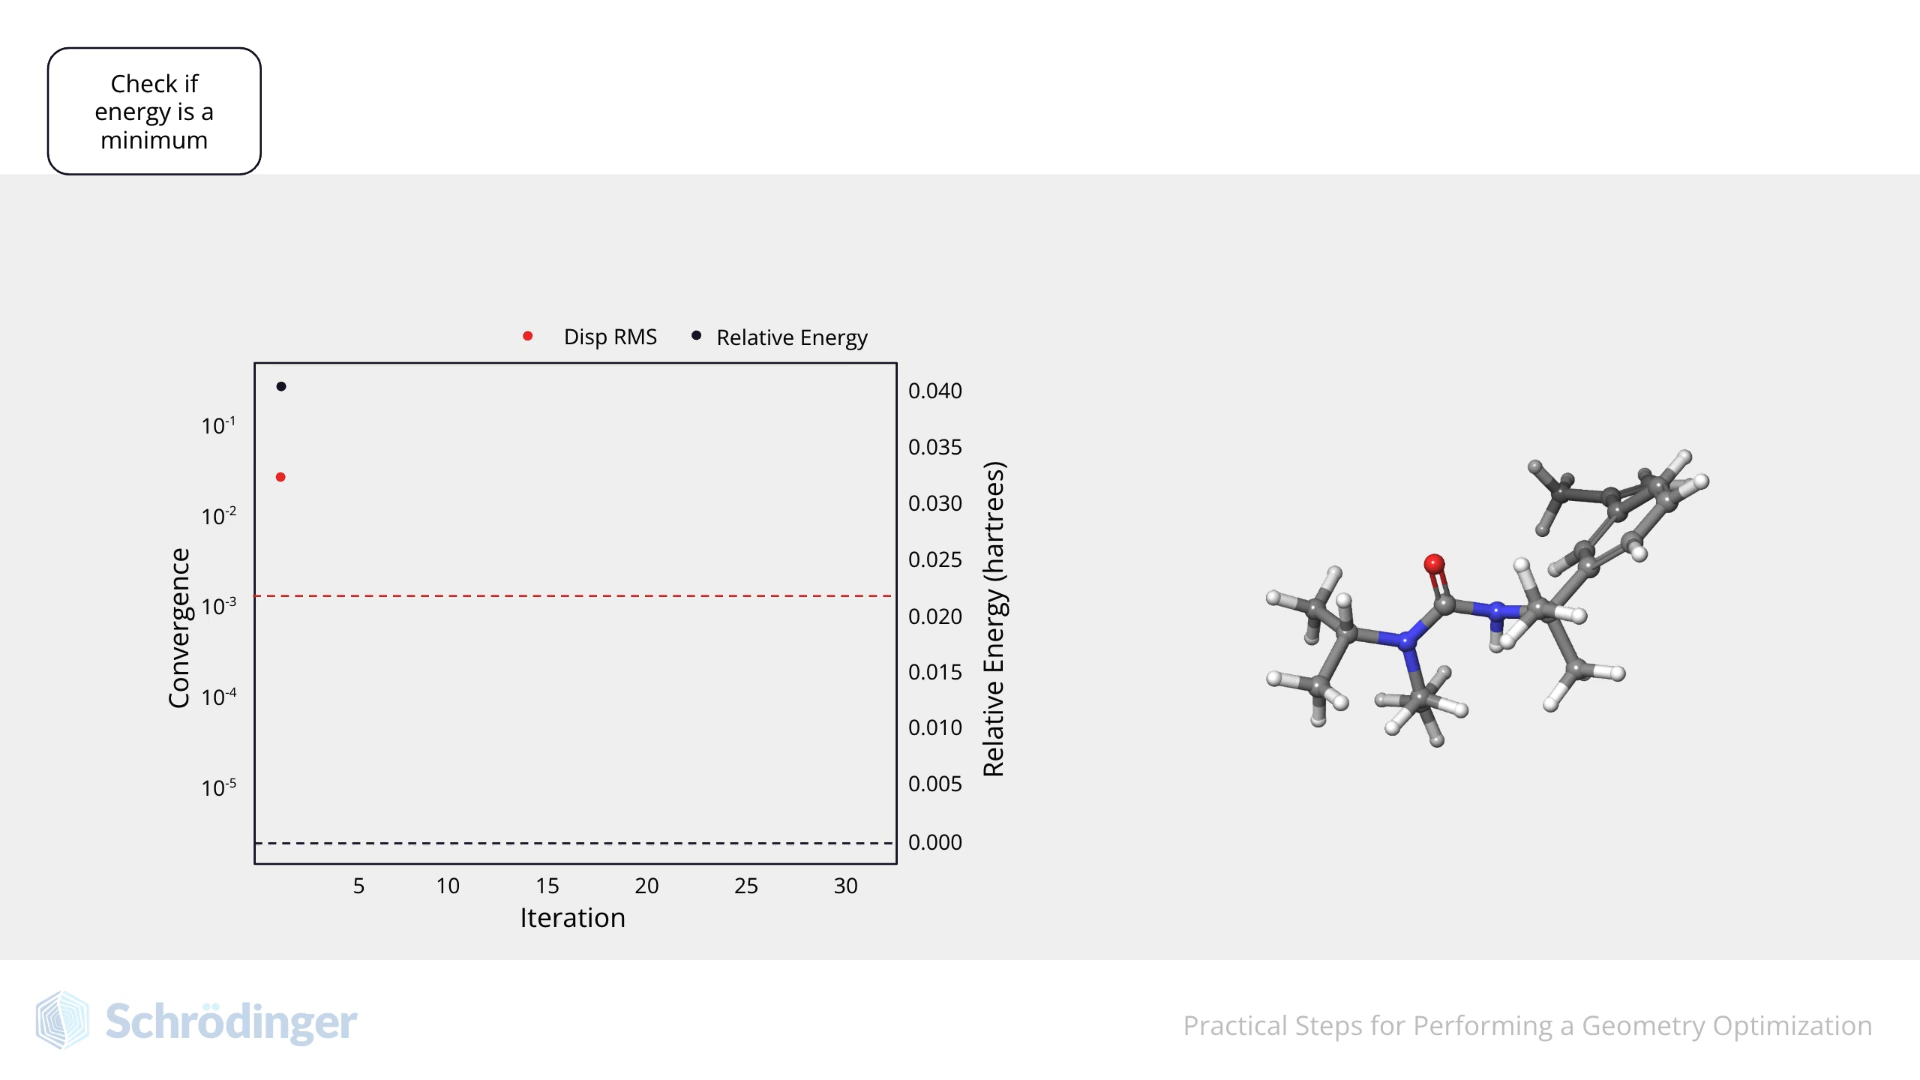 Check if
energy is a
minimum
Disp RMS
Relative Energy
Convergence
10-1
10-2
10-3
10-4
10-5
0.040
0.035
0.030
0.025
0.020
0.015
0.010
0.005
0.000
Relative Energy (hartrees)
5 10 15 20 25 30
Iteration
Schrödinger
Practical Steps for Performing a Geometry Optimization